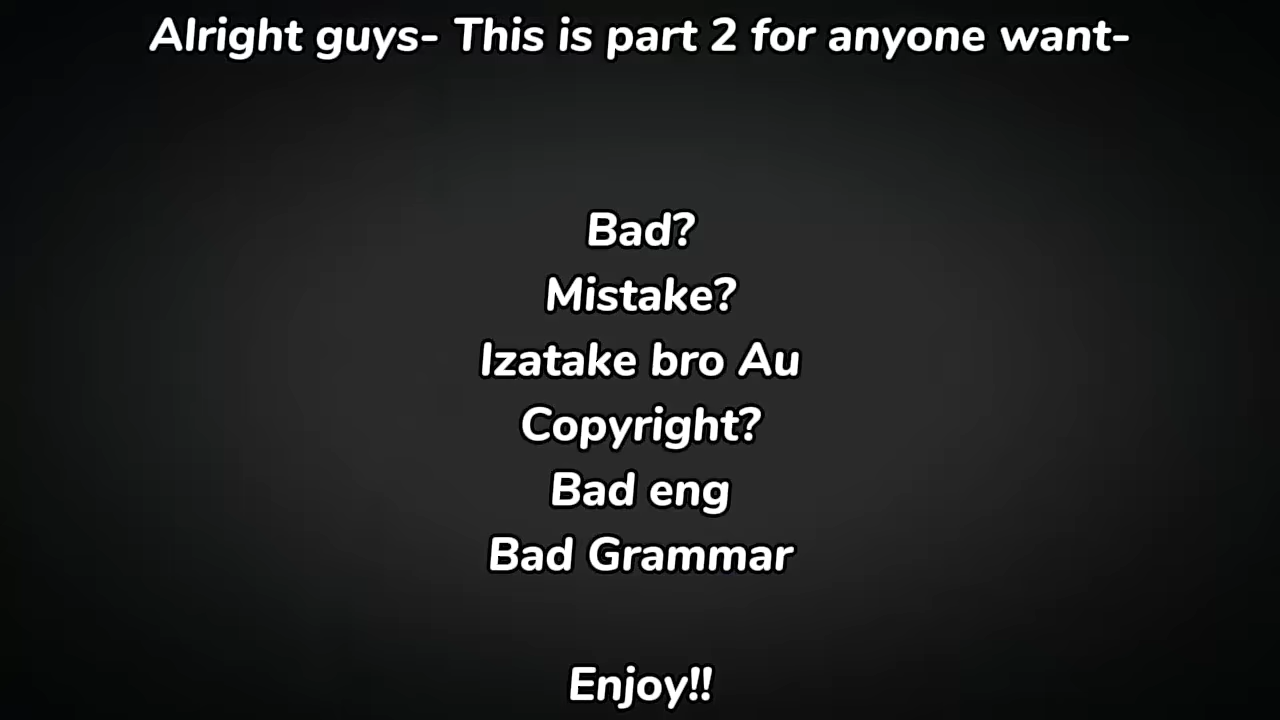 Alright guys- This is part 2 for anyone want-
Bad?
Mistake?
Izatake bro Au
Copyright?
Bad eng
Bad Grammar
Enjoy!!